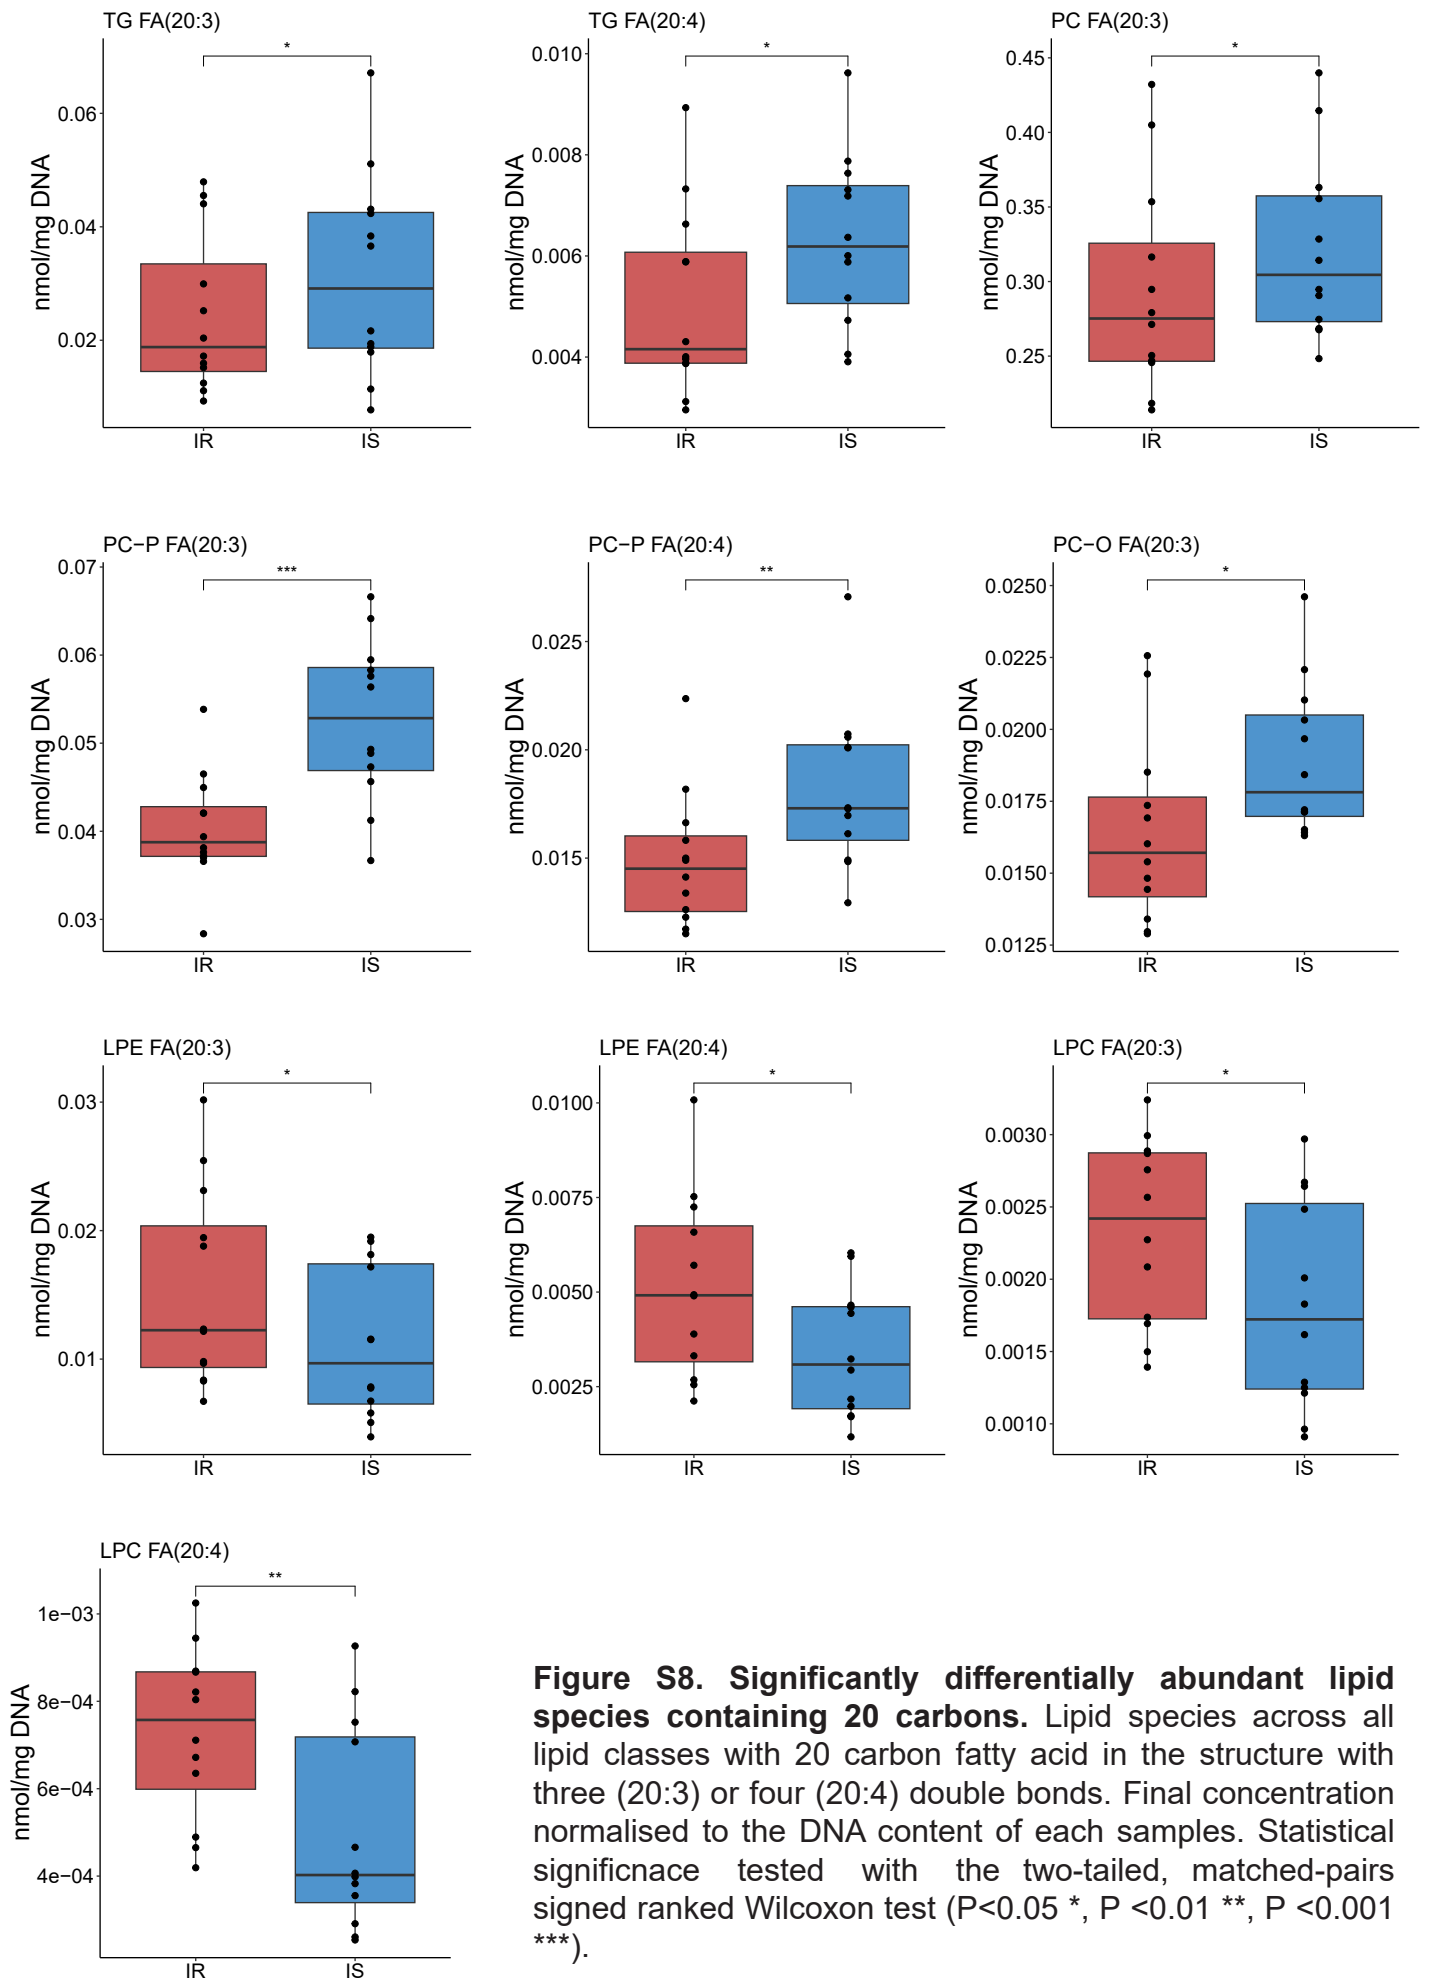 TG FA(20:3)
*
nmol/mg DNA
0.06
0.04
0.02
IR IS
TG FA(20:4)
*
nmol/mg DNA
0.010
0.008
0.006
0.004
IR IS
PC FA(20:3)
*
nmol/mg DNA
0.45
0.40
0.35
0.30
0.25
IR IS
PC−P FA(20:3)
***
nmol/mg DNA
0.07
0.06
0.05
0.04
0.03
IR IS
PC−P FA(20:4)
**
nmol/mg DNA
0.025
0.020
0.015
IR IS
PC−O FA(20:3)
*
nmol/mg DNA
0.0250
0.0225
0.0200
0.0175
0.0150
0.0125
IR IS
LPE FA(20:3)
*
nmol/mg DNA
0.03
0.02
0.01
IR IS
LPE FA(20:4)
*
nmol/mg DNA
0.0100
0.0075
0.0050
0.0025
IR IS
LPC FA(20:3)
*
nmol/mg DNA
0.0030
0.0025
0.0020
0.0015
0.0010
IR IS
LPC FA(20:4)
**
nmol/mg DNA
1e−03
8e−04
6e−04
4e−04
IR IS
Figure S8. Significantly differentially abundant lipid
species containing 20 carbons. Lipid species across all
lipid classes with 20 carbon fatty acid in the structure with
three (20:3) or four (20:4) double bonds. Final concentration
normalised to the DNA content of each samples. Statistical
significnace tested with the two-tailed, matched-pairs
signed ranked Wilcoxon test (P<0.05 *, P <0.01 **, P <0.001
***).